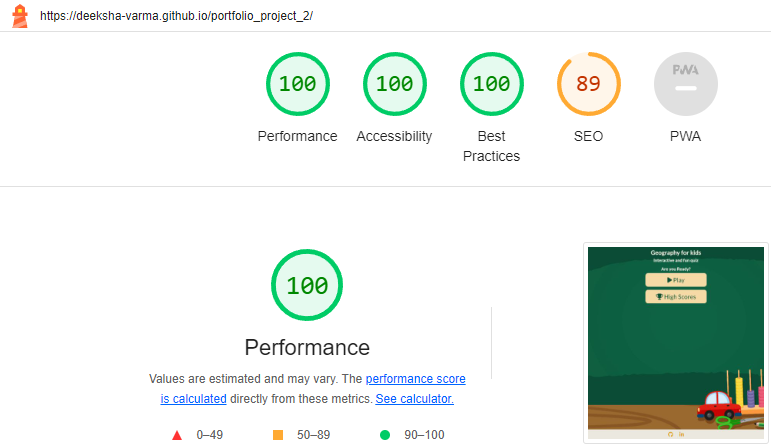 https://deeksha-varma.github.io/portfolio_project_2/
100
100
100
89
PWA
Performance
Accessibility
Best
Practices
SEO
PWA
100
Performance
Values are estimated and may vary. The performance score
is calculated directly from these metrics. See calculator.
0–49
50–89
90–100
Geography for kids
Interactive and fun quiz
Are you Ready?
Play
High Scores